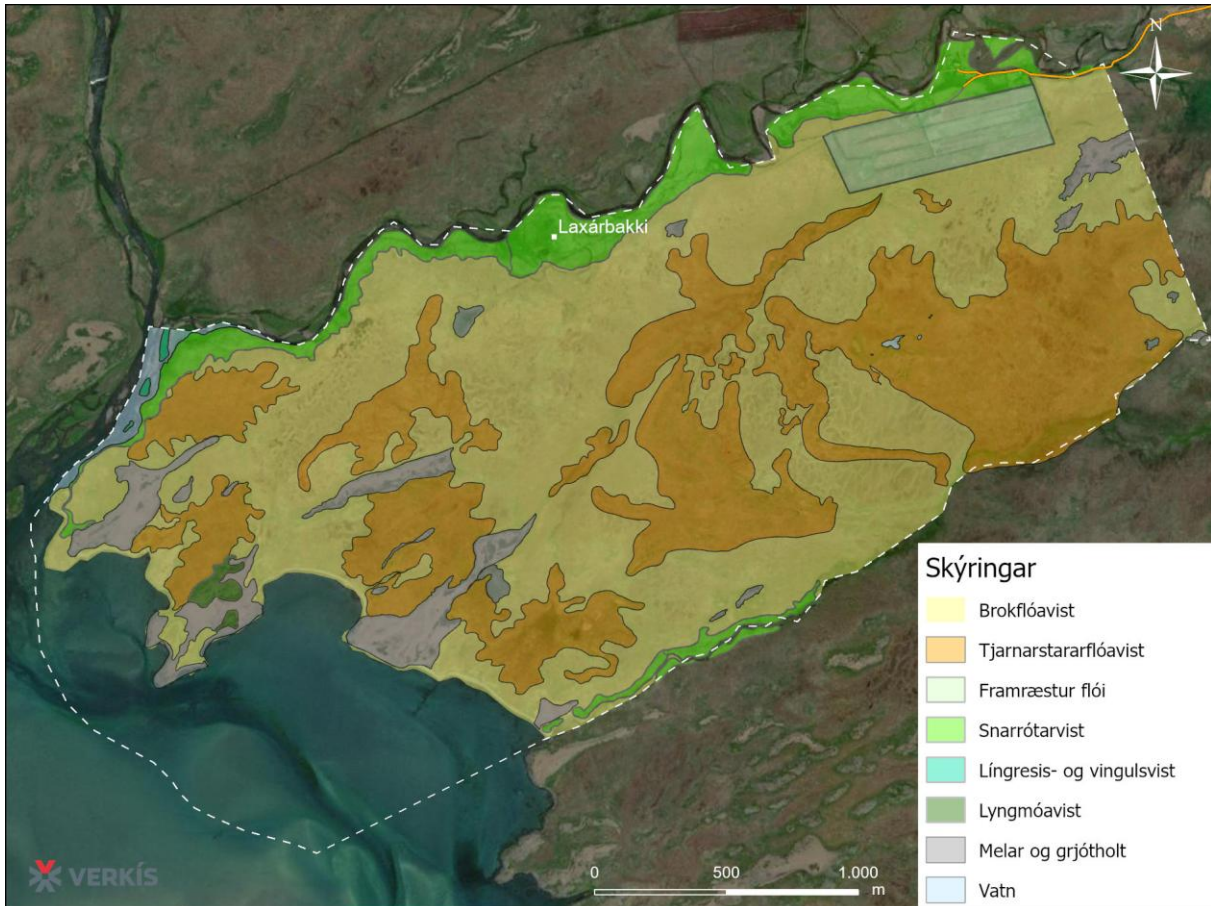 N
Laxárbakki
Skýringar
Brokflóavist
Tjarnarstararflóavist
Framræstur flói
Snarrótarvist
Língresis- og vingulsvist
Lyngmóavist
Melar og grjótholt
Vatn
VERKÍS
0 500 1.000
m